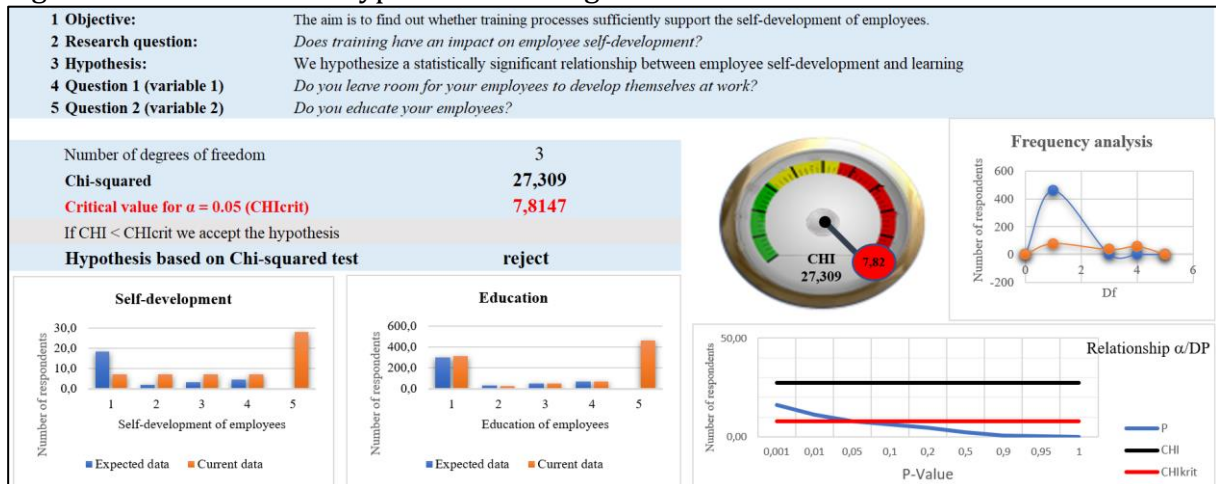 1 Objective: The aim is to find out whether training processes sufficiently support the self-development of employees.
2 Research question: Does training have an impact on employee self-development?
3 Hypothesis: We hypothesize a statistically significant relationship between employee self-development and learning
4 Question 1 (variable 1) Do you leave room for your employees to develop themselves at work?
5 Question 2 (variable 2) Do you educate your employees?
Number of degrees of freedom 3
Chi-squared 27,309
Critical value for α = 0.05 (CHIcrit) 7,8147
If CHI < CHIcrit we accept the hypothesis
Hypothesis based on Chi-squared test reject
CHI
27,309
7,82
Frequency analysis
Number of respondents
600
400
200
0
-200
0 2 4 6
Df
Self-development
Number of respondents
30,0
20,0
10,0
0,0
1 2 3 4 5
Self-development of employees
Expected data Current data
Education
Number of respondents
600,0
400,0
200,0
0,0
1 2 3 4 5
Education of employees
Expected data Current data
Relationship α/DP
Number of respondents
50,00
0,00
0,001 0,01 0,05 0,1 0,2 0,5 0,9 0,95 1
P-Value
P
CHI
CHIkrit